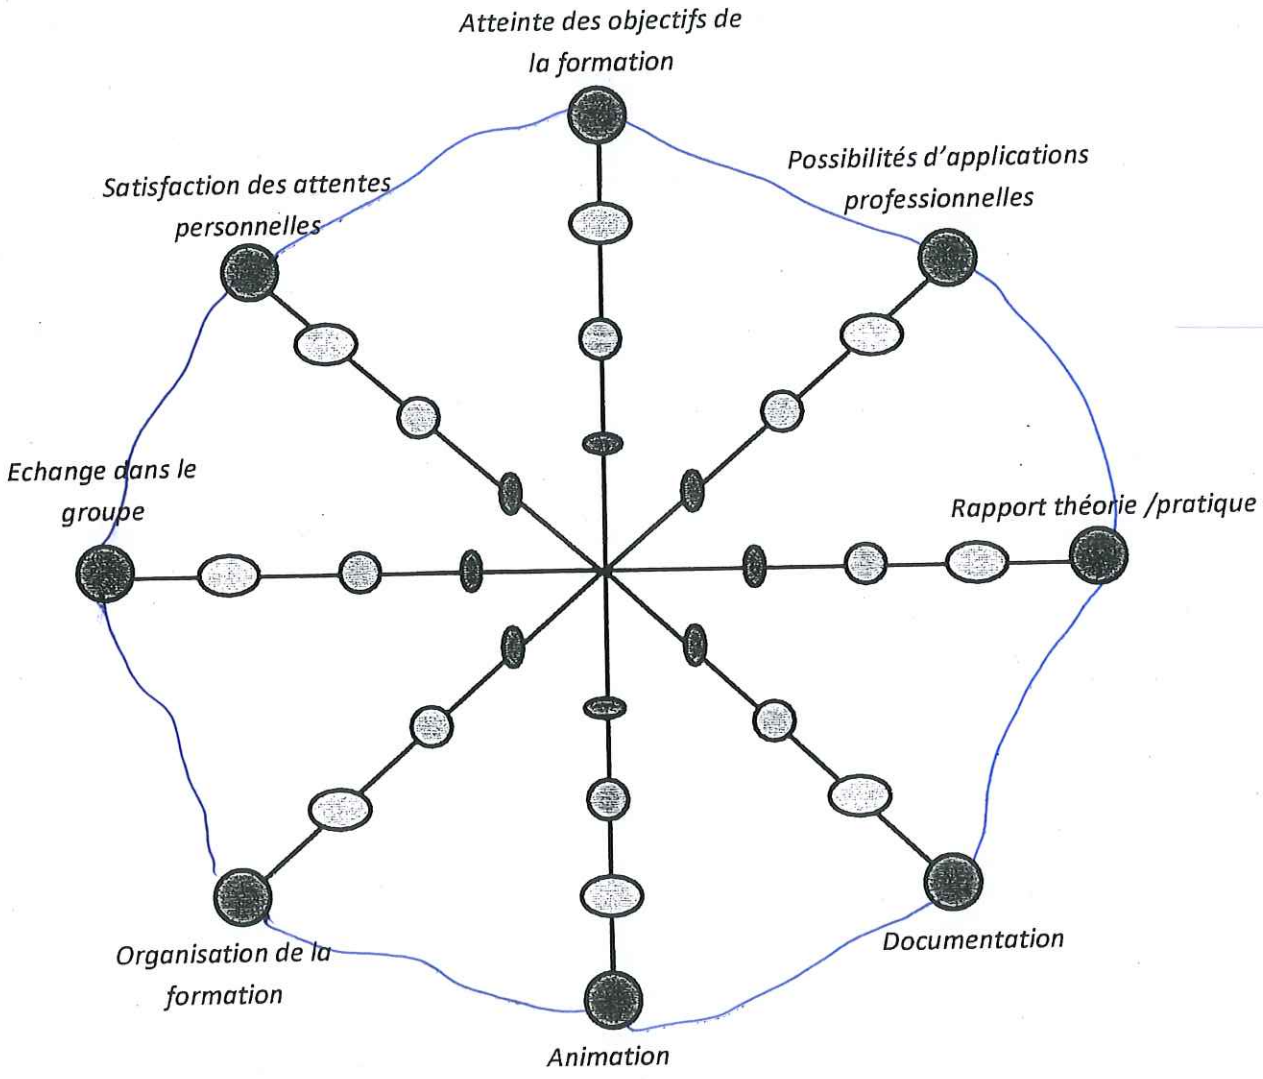 Atteinte des objectifs de
la formation
Possibilités d'applications
professionnelles
Satisfaction des attentes
personnelles
Echange dans le
groupe
Rapport théorie /pratique
Organisation de la
formation
Documentation
Animation